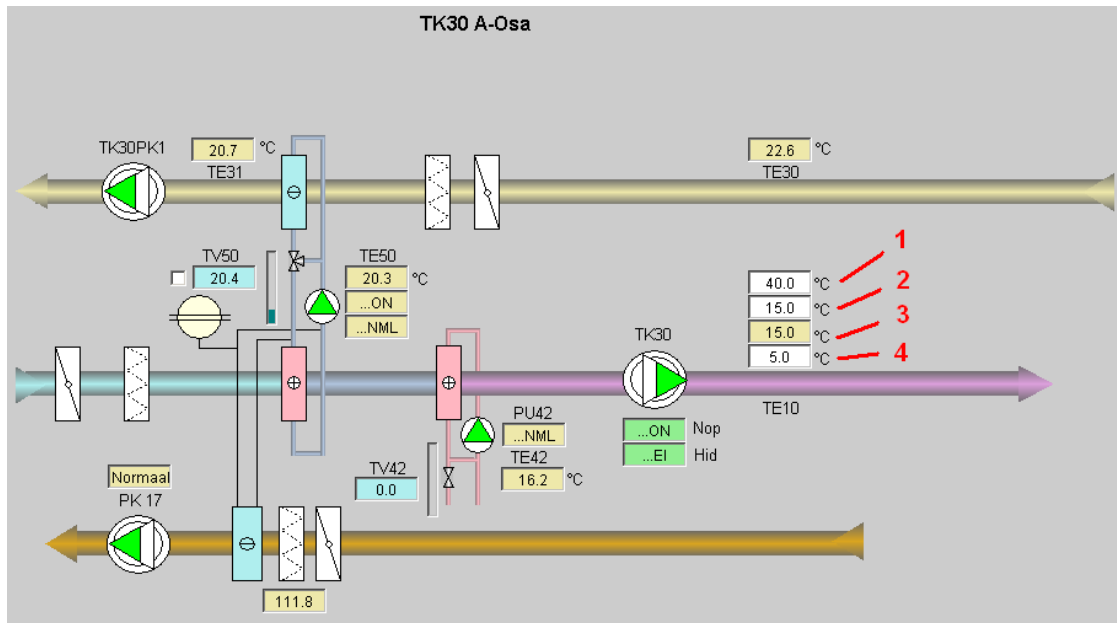 TK30 A-Osa
TK30PK1
20.7 °C
TE31
22.6 °C
TE30
TV50
20.4
TE50
20.3 °C
...ON
...NML
40.0 °C 1
15.0 °C 2
15.0 °C 3
5.0 °C 4
TK30
TE10
PU42
...NML
TE42
16.2 °C
TV42
0.0
...ON Nop
...EI Hid
Normaal
PK 17
111.8